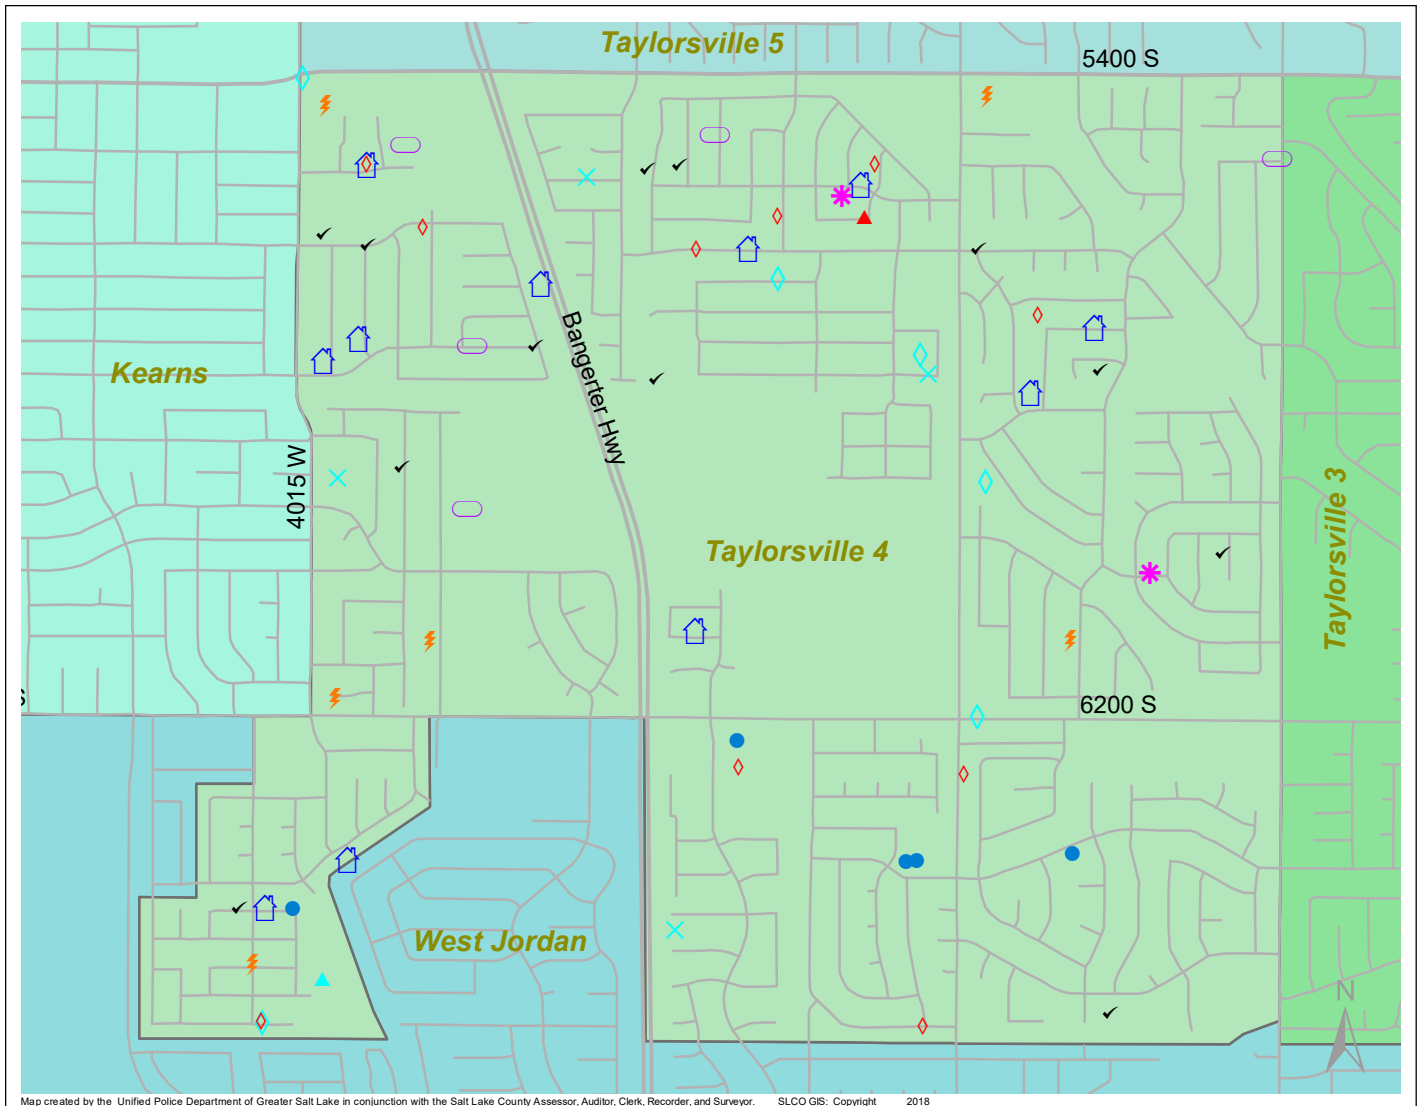 Taylorsville 5
5400 S
Bangerter Hwy
Kearns
4015 W
Taylorsville 4
Taylorsville 3
6200 S
West Jordan
N
Map created by the Unified Police Department of Greater Salt Lake in conjunction with the Salt Lake County Assessor, Auditor, Clerk, Recorder, and Surveyor. SLCO GIS: Copyright 2018